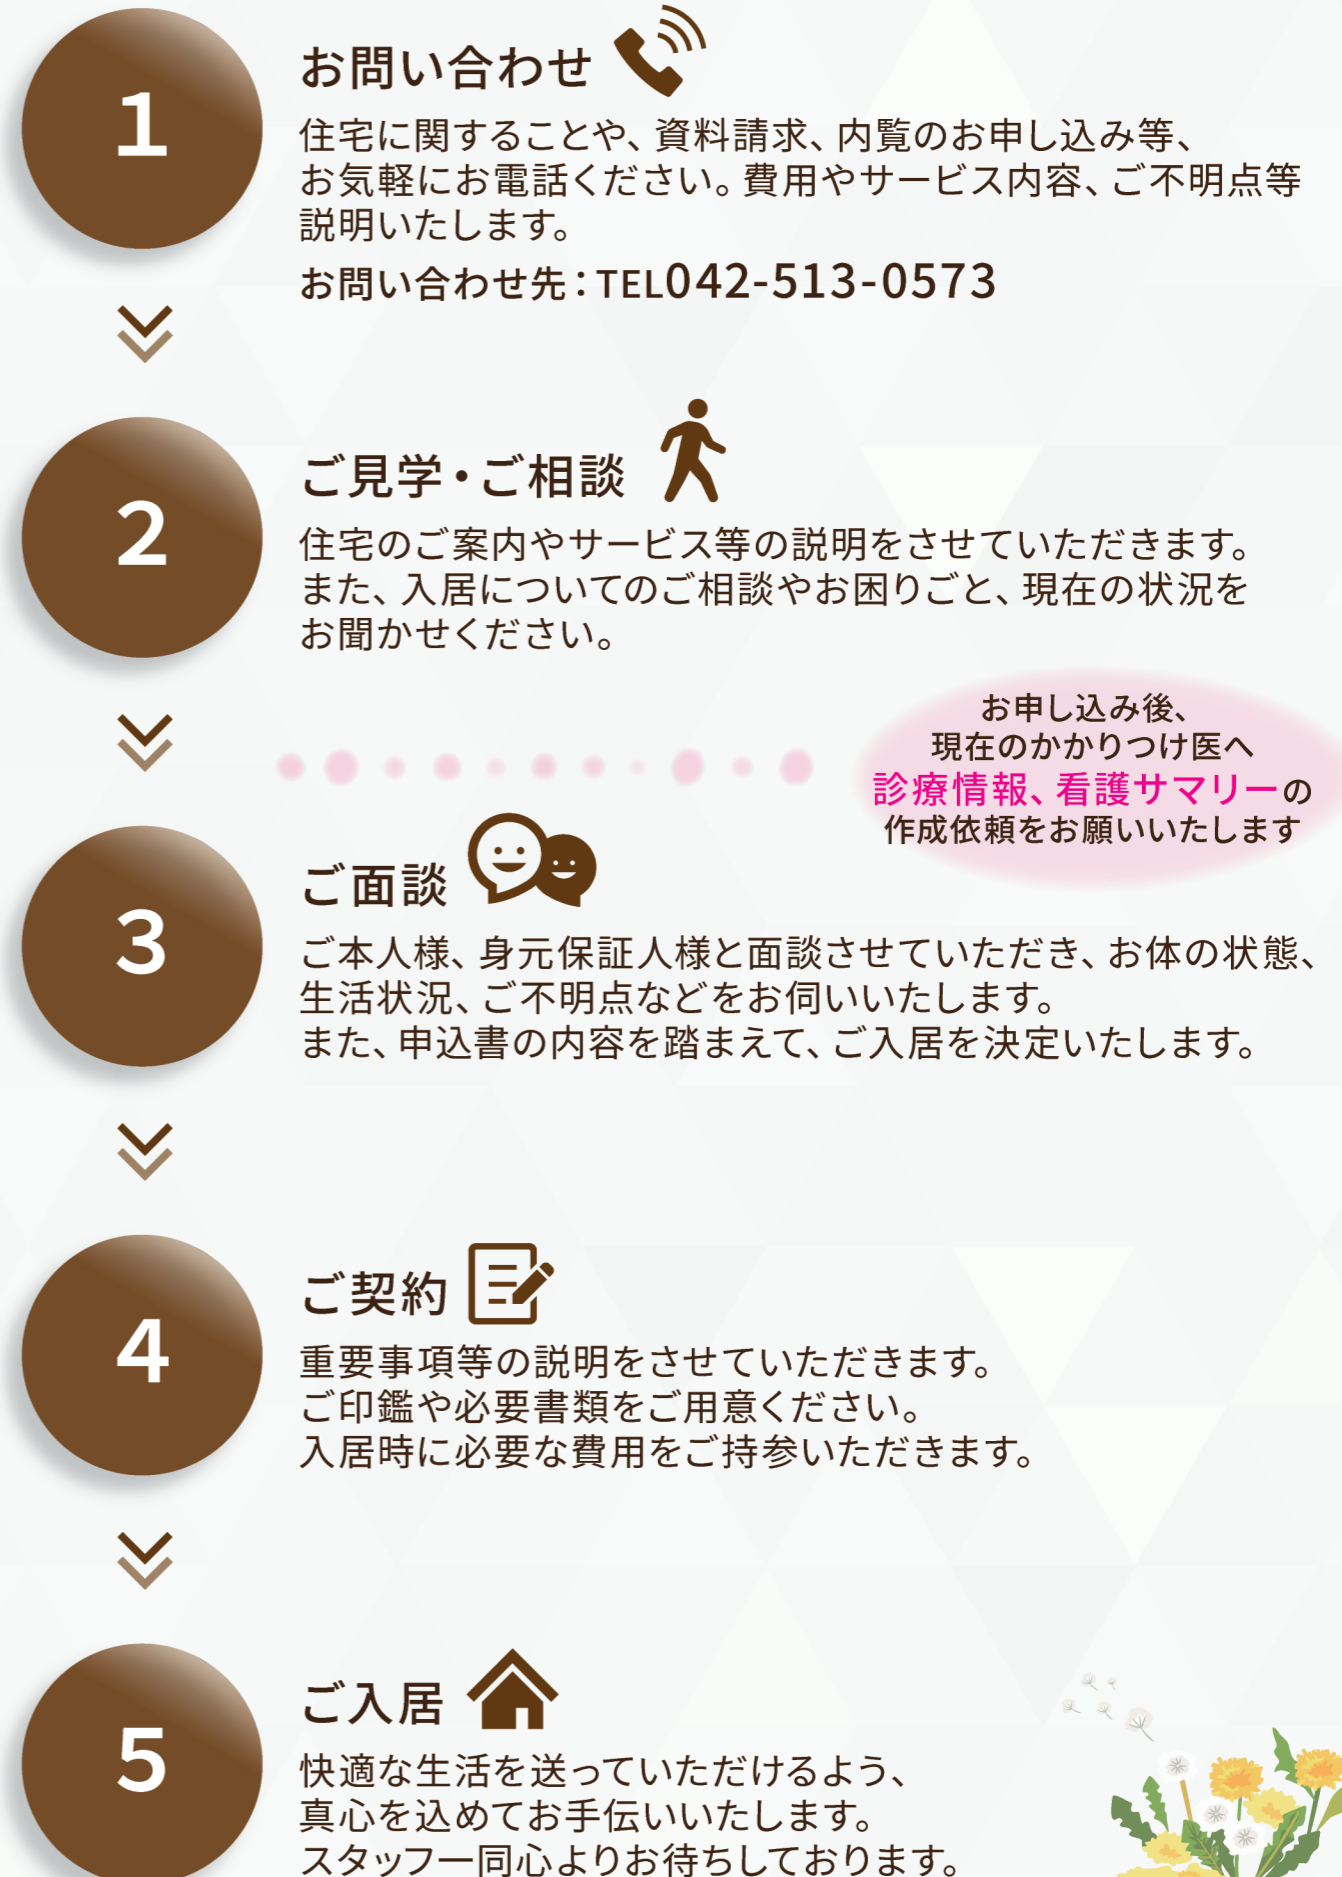 1
お問い合わせ
住宅に関することや、資料請求、内覧のお申し込み等、
お気軽にお電話ください。費用やサービス内容、ご不明点等
説明いたします。
お問い合わせ先：TEL042-513-0573
2
ご見学・ご相談
住宅のご案内やサービス等の説明をさせていただきます。
また、入居についてのご相談やお困りごと、現在の状況を
お聞かせください。
お申し込み後、
現在のかかりつけ医へ
診療情報、看護サマリーの
作成依頼をお願いいたします
3
ご面談
ご本人様、身元保証人様と面談させていただき、お体の状態、
生活状況、ご不明点などをお伺いいたします。
また、申込書の内容を踏まえて、ご入居を決定いたします。
4
ご契約
重要事項等の説明をさせていただきます。
ご印鑑や必要書類をご用意ください。
入居時に必要な費用をご持参いただきます。
5
ご入居
快適な生活を送っていただけるよう、
真心を込めてお手伝いいたします。
スタッフ一同心よりお待ちしております。